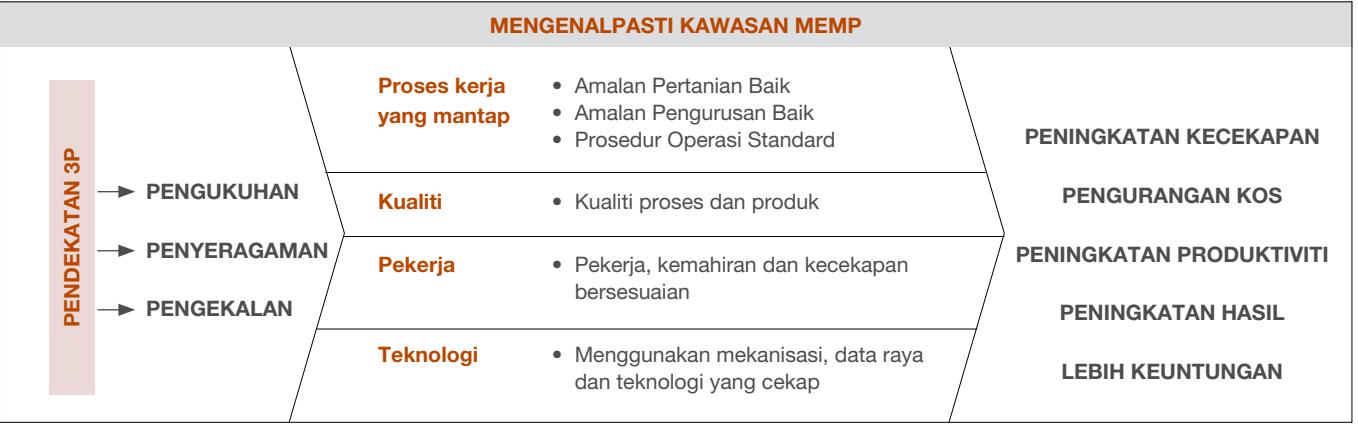 MENGENALPASTI KAWASAN MEMP
PENDEKATAN 3P
PENGUKUHAN
PENYERAGAMAN
PENGEKALAN
Proses kerja
yang mantap
• Amalan Pertanian Baik
• Amalan Pengurusan Baik
• Prosedur Operasi Standard
Kualiti
• Kualiti proses dan produk
Pekerja
• Pekerja, kemahiran dan kecekapan
bersesuaian
Teknologi
• Menggunakan mekanisasi, data raya
dan teknologi yang cekap
PENINGKATAN KECEKAPAN
PENGURANGAN KOS
PENINGKATAN PRODUKTIVITI
PENINGKATAN HASIL
LEBIH KEUNTUNGAN